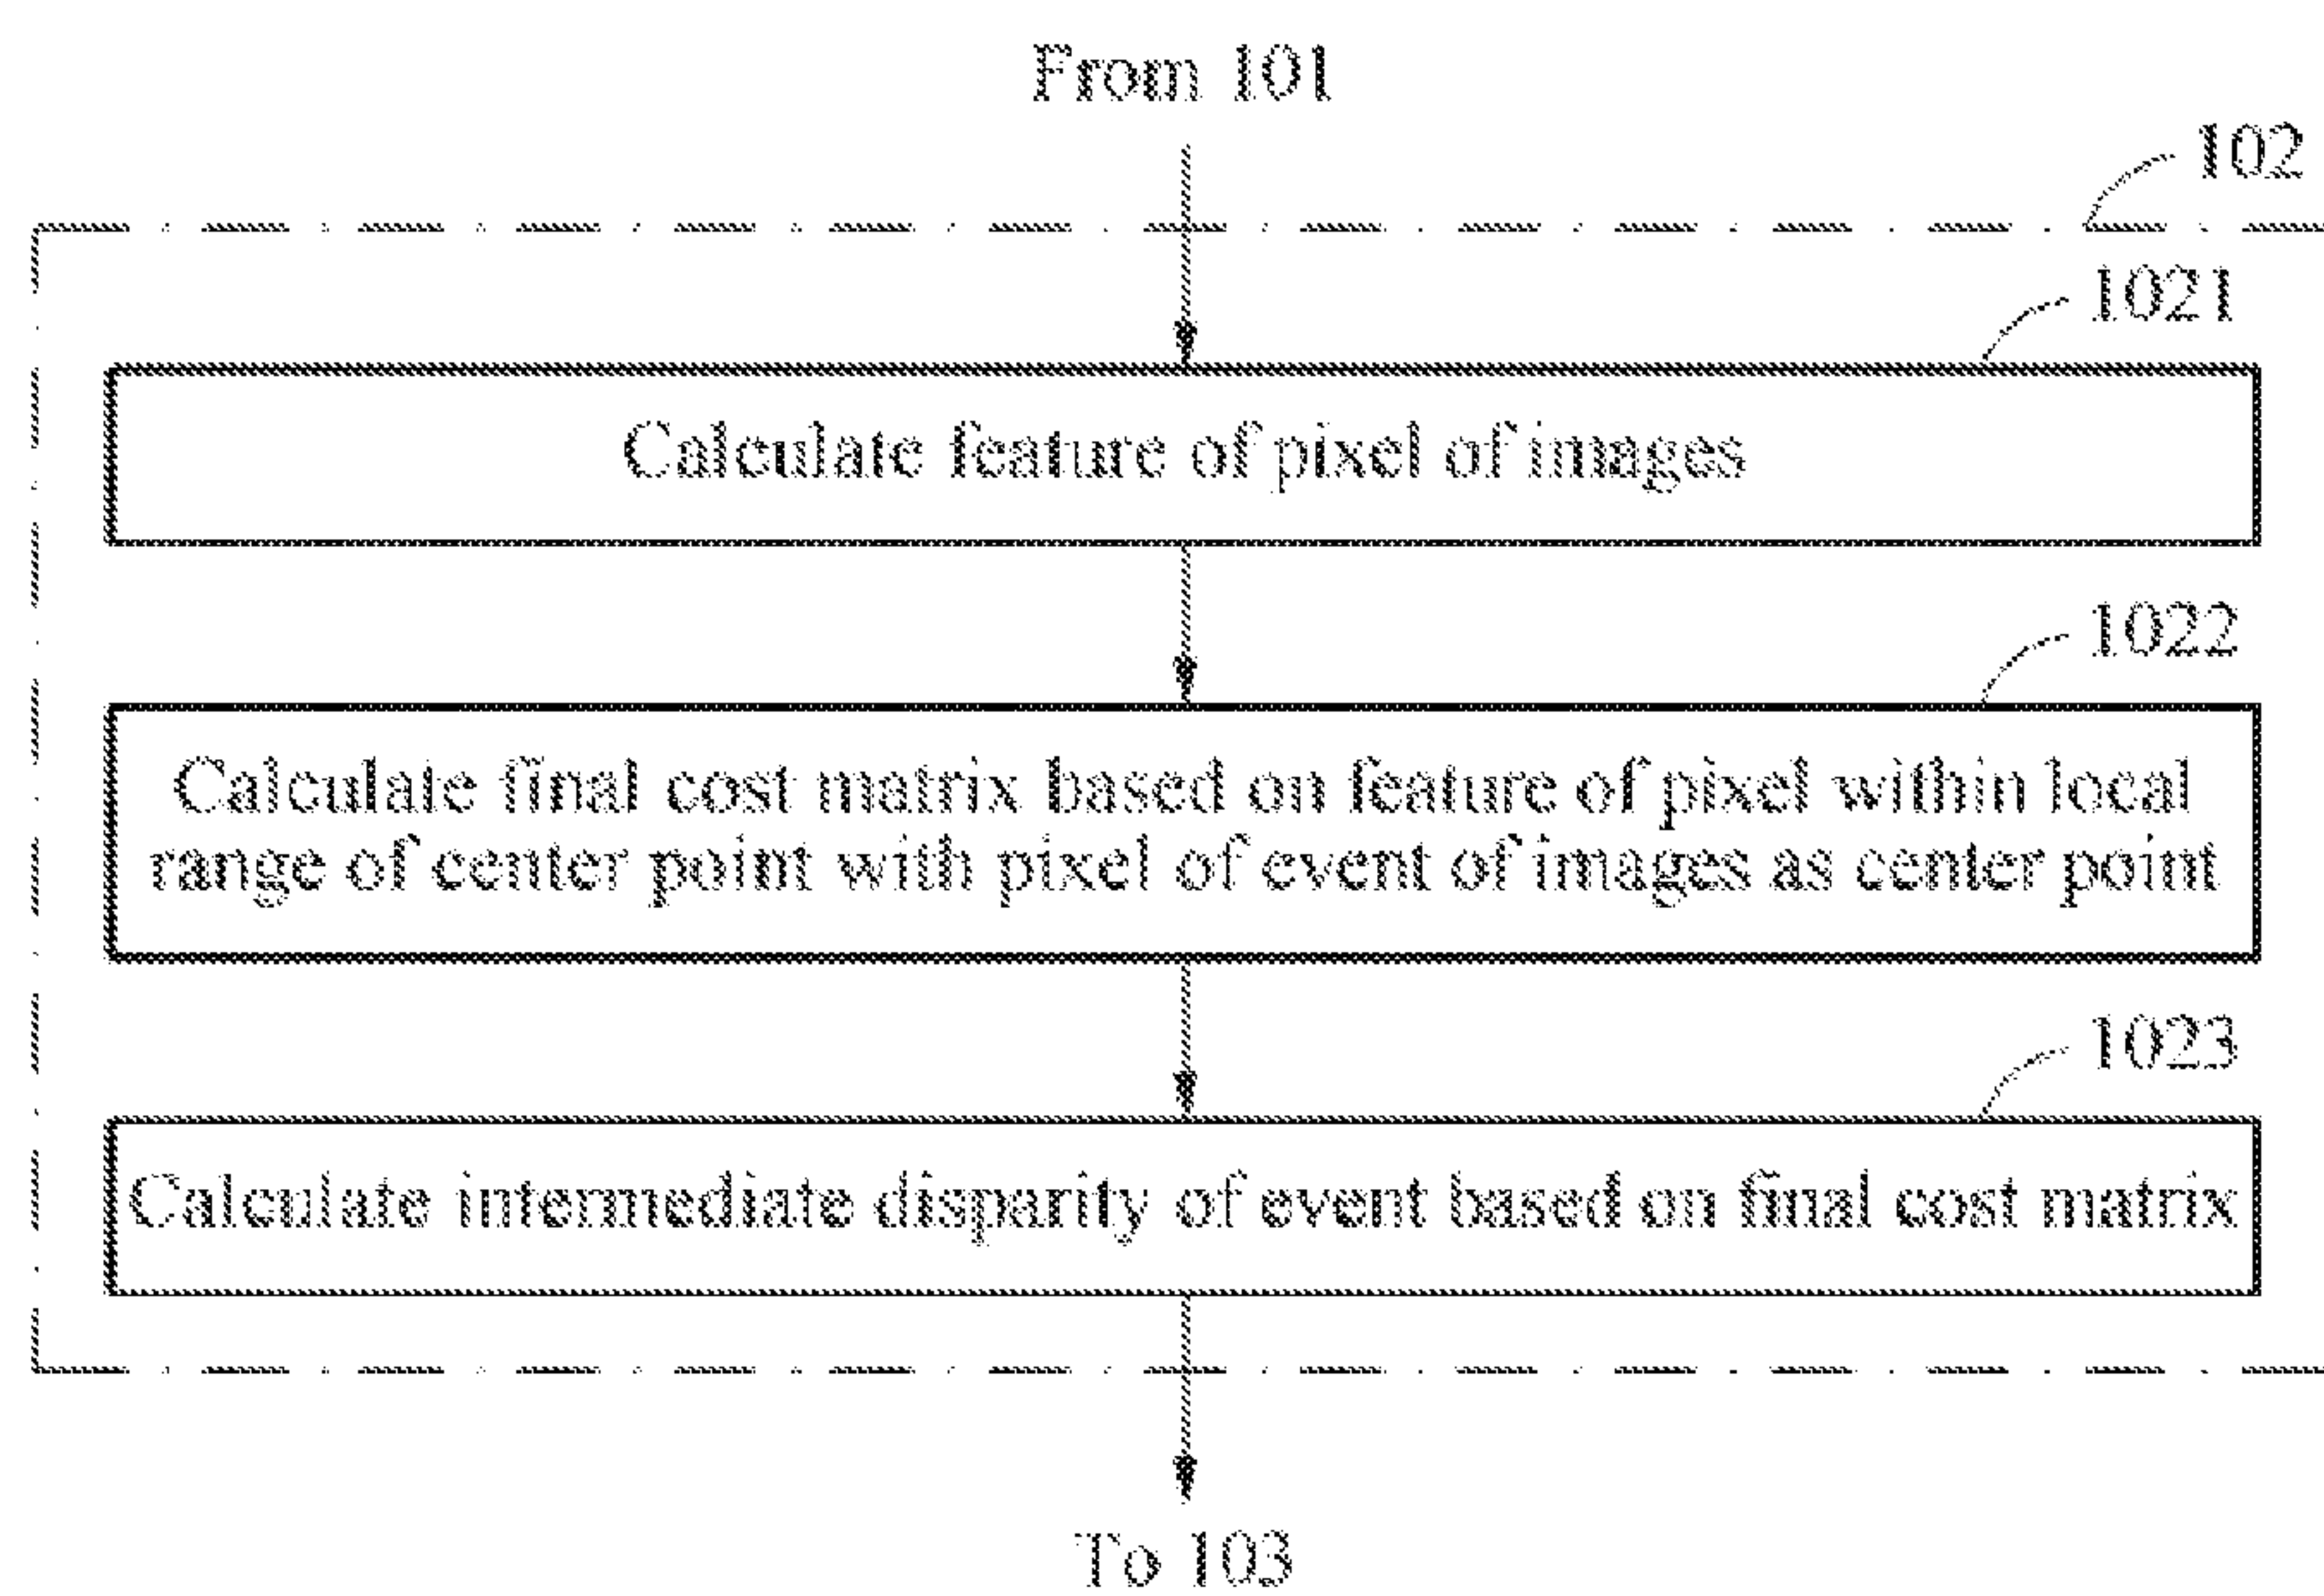 From 101
102
1021
Calculate feature of pixel of images
1022
Calculate final cost matrix based on feature of pixel within local
range of center point with pixel of event of images as center point
1023
Calculate intermediate disparity of event based on final cost matrix
To 103